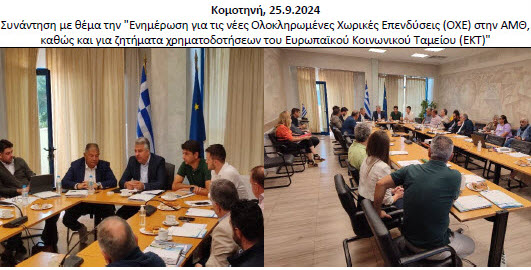 Κομοτηνή, 25.9.2024
Συνάντηση με θέμα την "Ενημέρωση για τις νέες Ολοκληρωμένες Χωρικές Επενδύσεις (ΟΧΕ) στην ΑΜΘ,
καθώς και για ζητήματα χρηματοδοτήσεων του Ευρωπαϊκού Κοινωνικού Ταμείου (ΕΚΤ)"